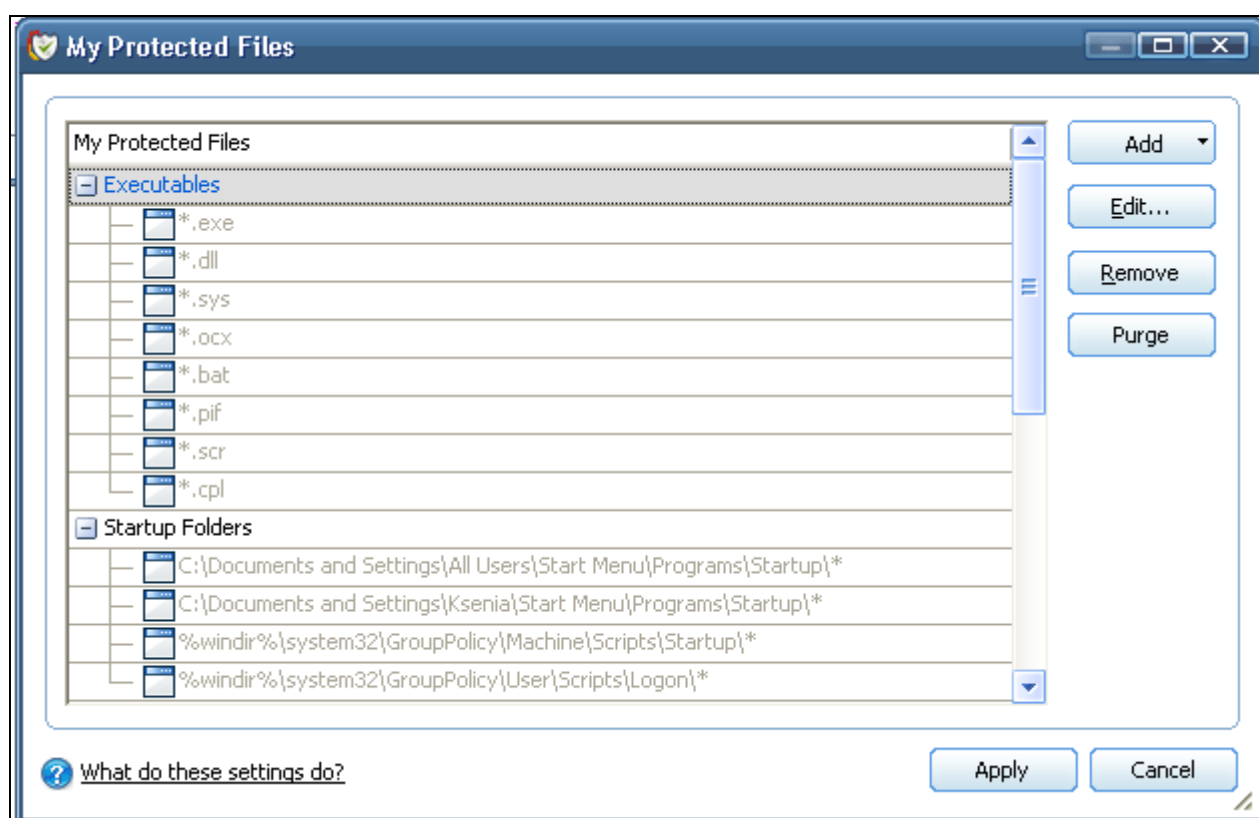 My Protected Files
My Protected Files
Executables
*.exe
*.dll
*.sys
*.ocx
*.bat
*.pif
*.scr
*.cpl
Startup Folders
C:\Documents and Settings\All Users\Start Menu\Programs\Startup\*
C:\Documents and Settings\Ksenia\Start Menu\Programs\Startup\*
%windir%\system32\GroupPolicy\Machine\Scripts\Startup\*
%windir%\system32\GroupPolicy\User\Scripts\Logon\*
Add
Edit...
Remove
Purge
What do these settings do?
Apply
Cancel